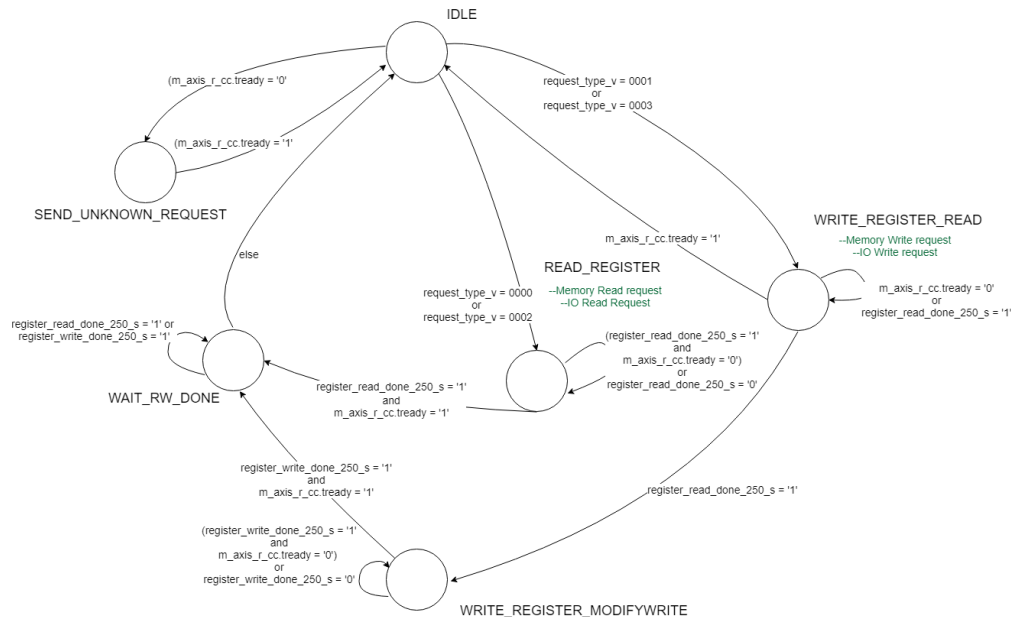 IDLE
(m_axis_r_cc.tready = '0'
request_type_v = 0001
or
request_type_v = 0003
(m_axis_r_cc.tready = '1'
SEND_UNKNOWN_REQUEST
WRITE_REGISTER_READ
--Memory Write request
--IO Write request
m_axis_r_cc.tready = '1'
else
READ_REGISTER
--Memory Read request
--IO Read Request
request_type_v = 0000
or
request_type_v = 0002
m_axis_r_cc.tready = '0'
or
register_read_done_250_s = '1'
register_read_done_250_s = '1' or
register_write_done_250_s = '1'
(register_read_done_250_s = '1'
and
m_axis_r_cc.tready = '0')
or
register_read_done_250_s = '0'
WAIT_RW_DONE
register_read_done_250_s = '1'
and
m_axis_r_cc.tready = '1'
register_write_done_250_s = '1'
and
m_axis_r_cc.tready = '1'
register_read_done_250_s = '1'
(register_write_done_250_s = '1'
and
m_axis_r_cc.tready = '0')
or
register_write_done_250_s = '0'
WRITE_REGISTER_MODIFYWRITE